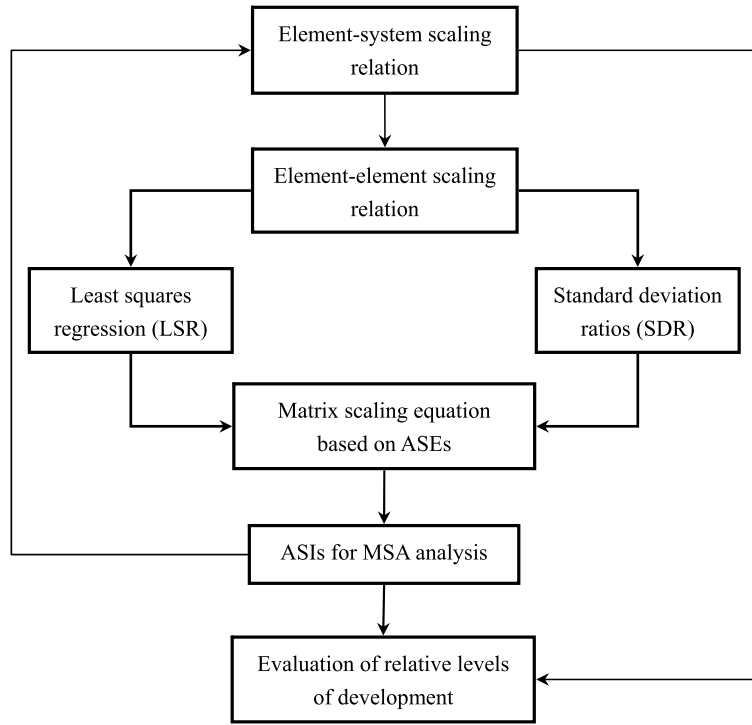 Element-system scaling
relation
Element-element scaling
relation
Least squares
regression (LSR)
Standard deviation
ratios (SDR)
Matrix scaling equation
based on ASEs
ASIs for MSA analysis
Evaluation of relative levels
of development